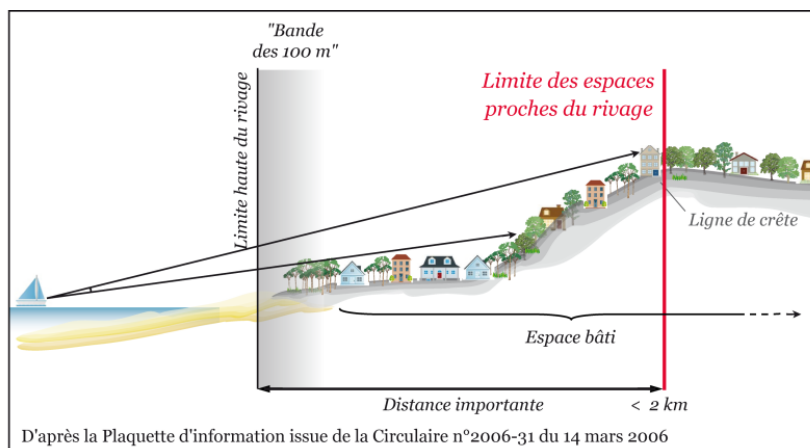 "Bande
des 100 m"
Limite haute du rivage
Limite des espaces
proches du rivage
Ligne de crête
Espace bâti
Distance importante
< 2 km
D'après la Plaquette d'information issue de la Circulaire n°2006-31 du 14 mars 2006